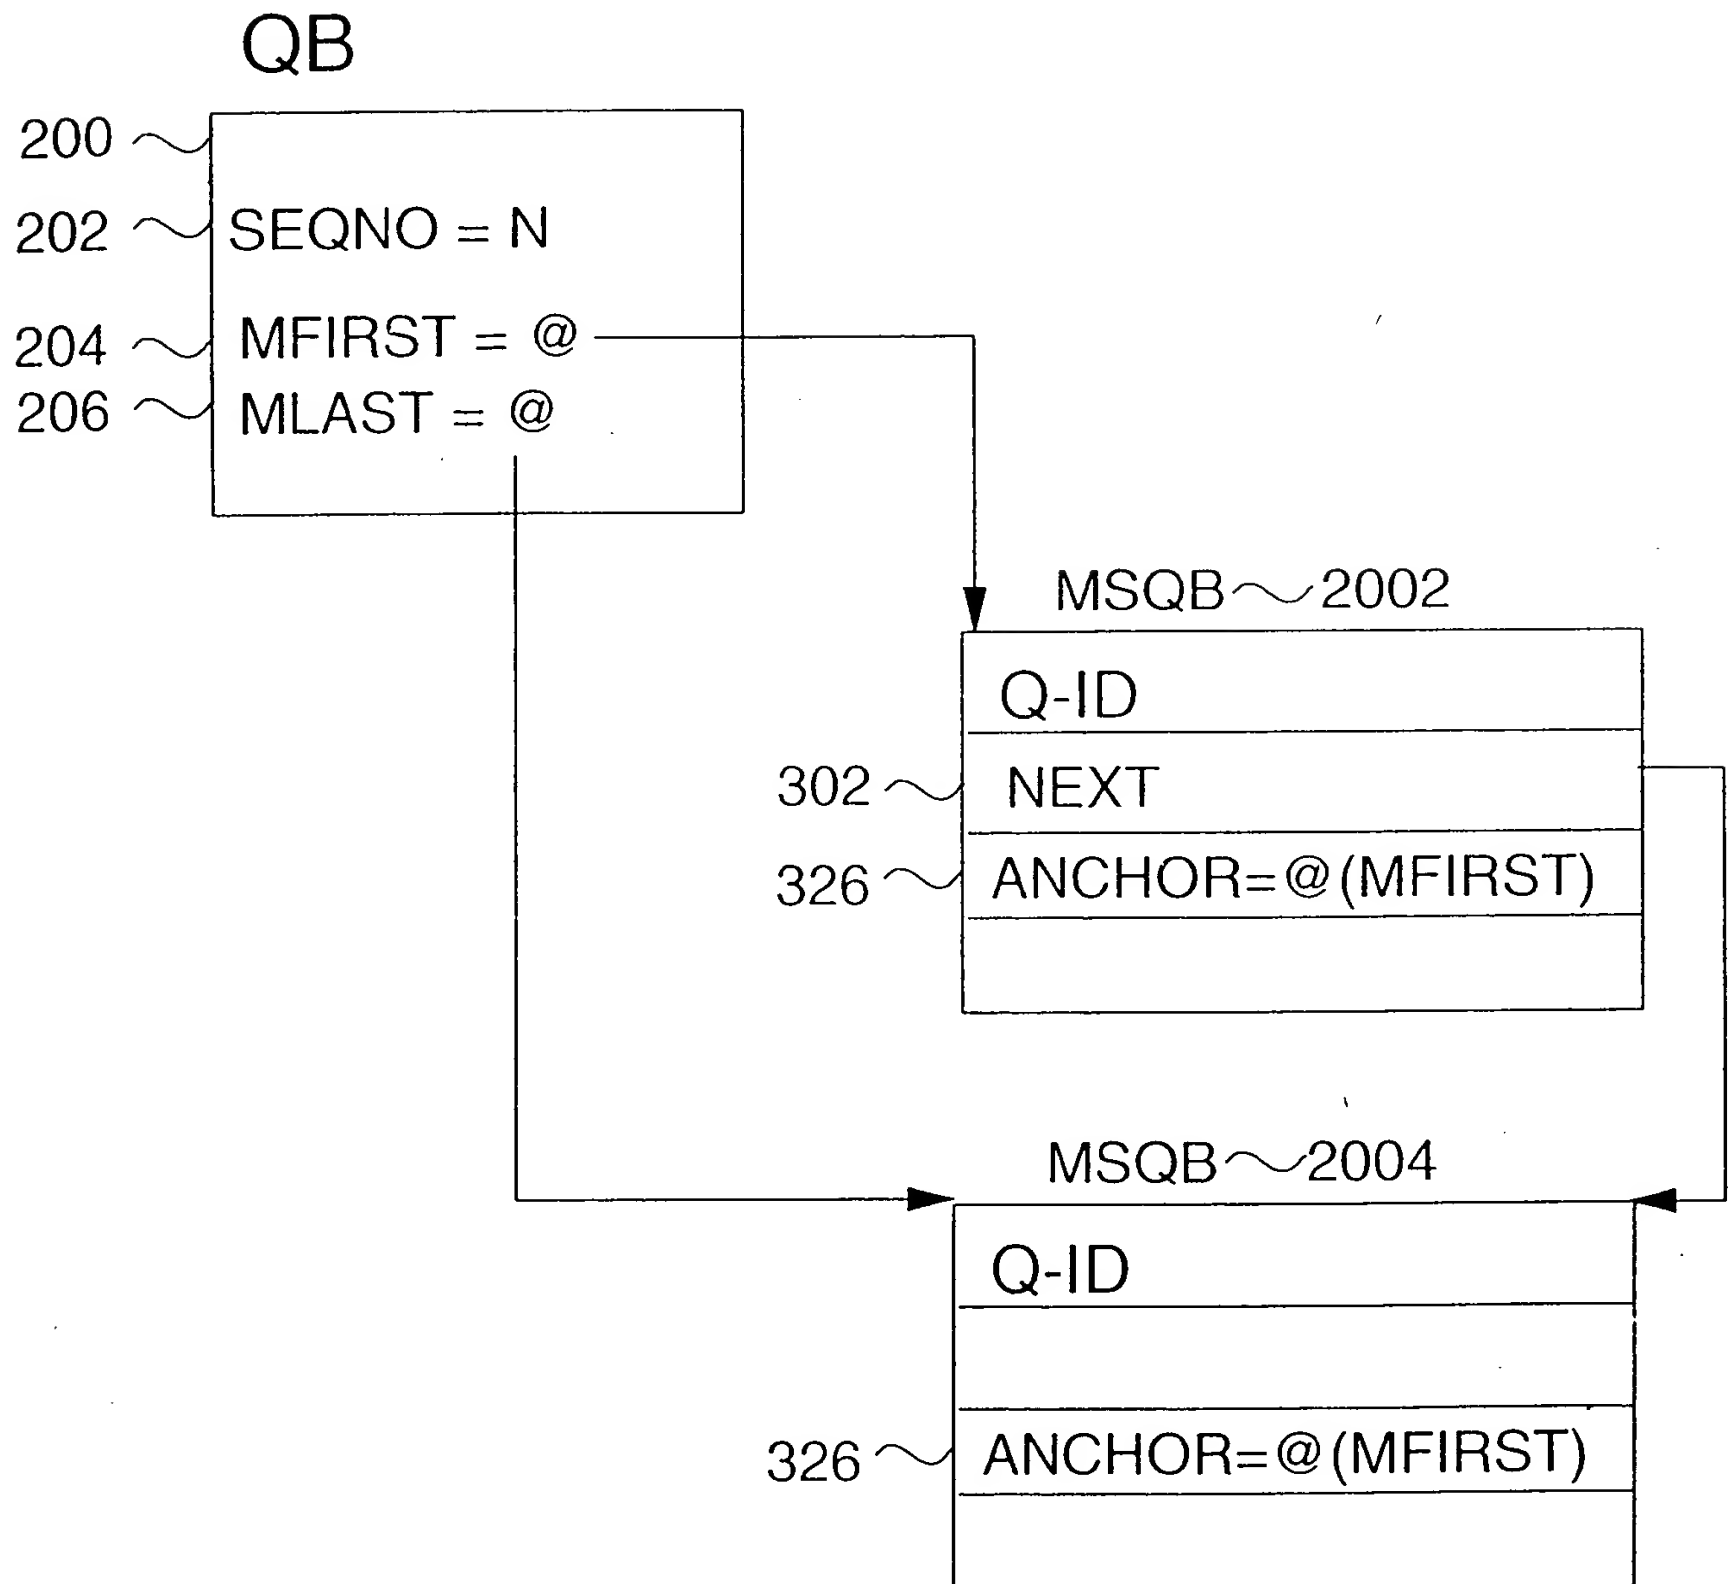 QB
200
202 SEQNO = N
204 MFIRST = @
206 MLAST = @
MSQB 2002
Q-ID
302 NEXT
326 ANCHOR=@(MFIRST)
MSQB 2004
Q-ID
326 ANCHOR=@(MFIRST)